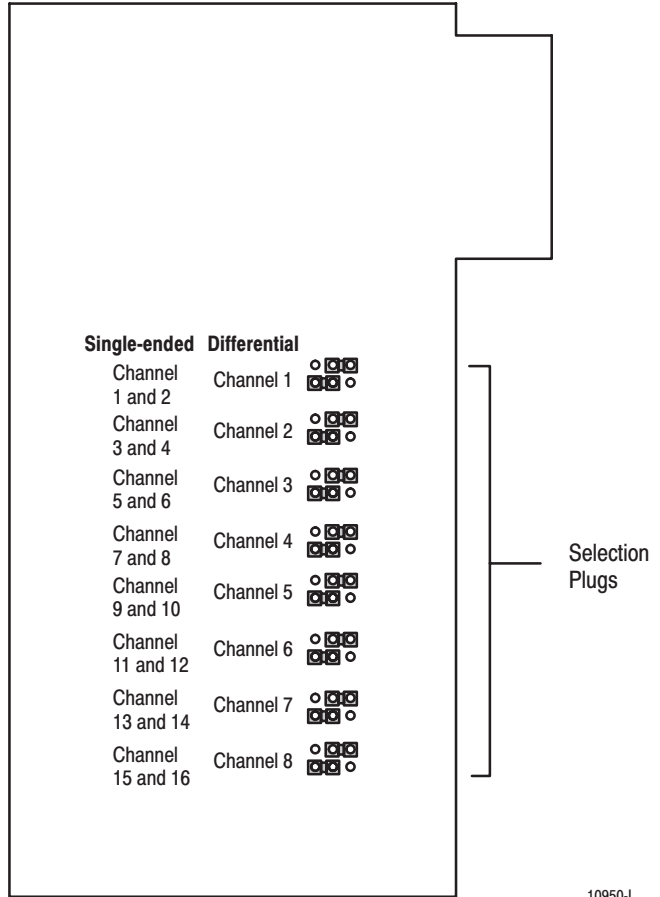 Single-ended Differential
Channel
1 and 2
Channel 1
Channel
3 and 4
Channel 2
Channel
5 and 6
Channel 3
Channel
7 and 8
Channel 4
Channel
9 and 10
Channel 5
Channel
11 and 12
Channel 6
Channel
13 and 14
Channel 7
Channel
15 and 16
Channel 8
Selection
Plugs
10950-I